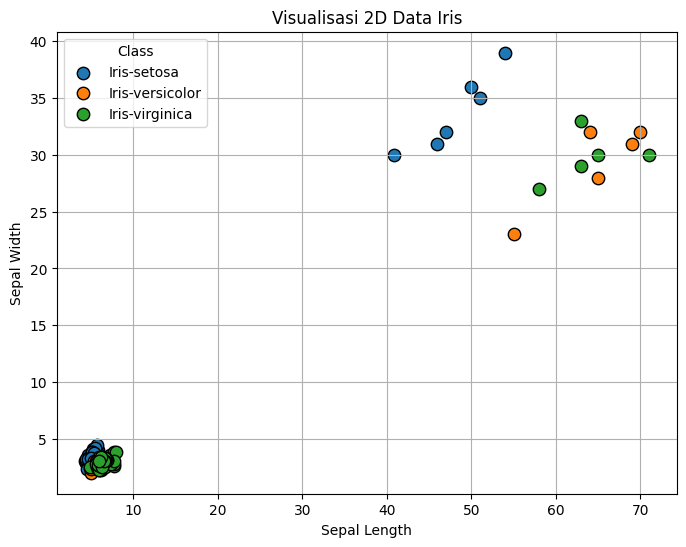 Visualisasi 2D Data Iris
Class
Iris-setosa
Iris-versicolor
Iris-virginica
40
35
30
25
20
15
10
5
Sepal Width
10 20 30 40 50 60 70
Sepal Length